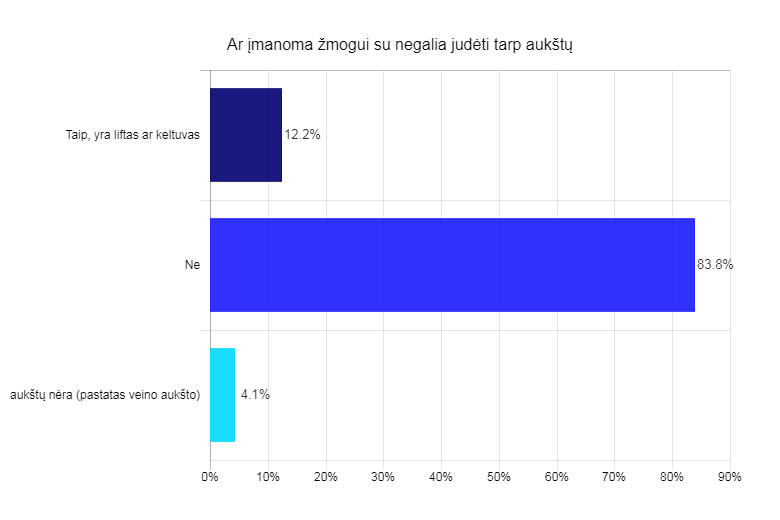 Ar įmanoma žmogui su negalia judėti tarp aukštų
Taip, yra liftas ar keltuvas
12.2%
Ne
83.8%
aukštų nėra (pastatas veino aukšto)
4.1%
0% 10% 20% 30% 40% 50% 60% 70% 80% 90%